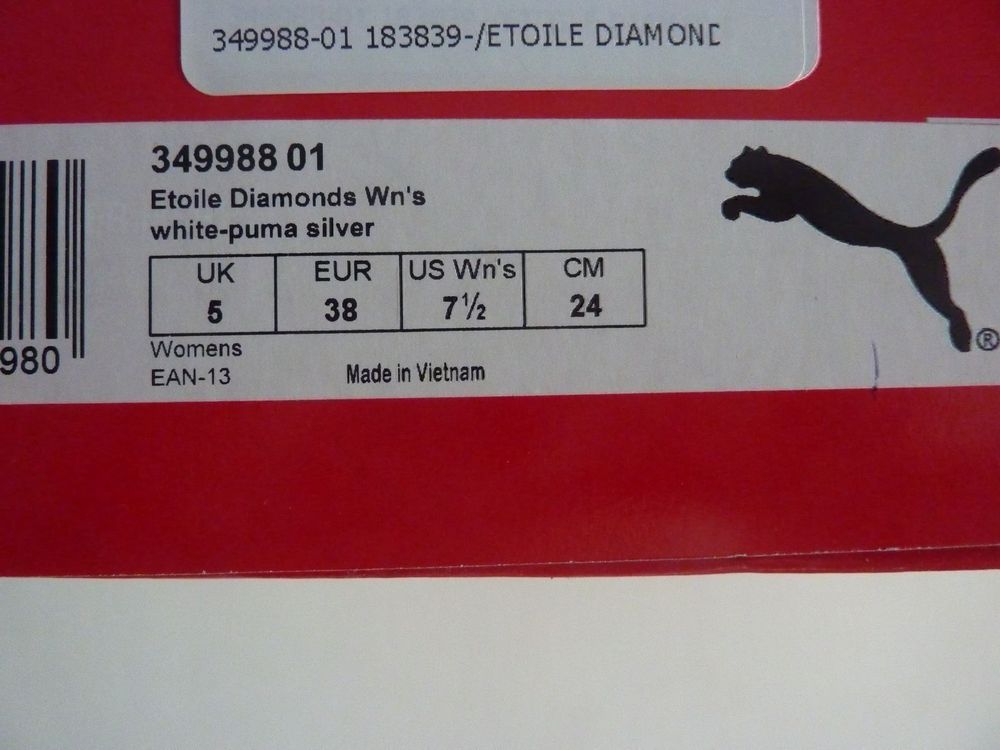 349988-01 183839-/ETOILE DIAMOND
349988 01
Etoile Diamonds Wn's
white-puma silver
UK EUR US Wn's CM
5 38 7½ 24
980
Womens
EAN-13 Made in Vietnam
®